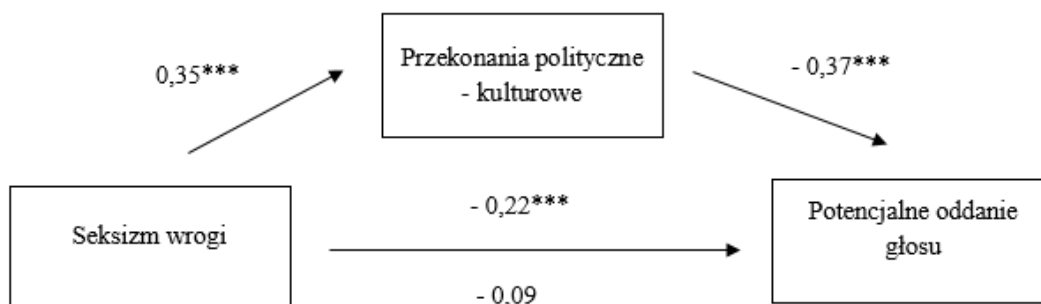 Przekonania polityczne
- kulturowe
0,35***
- 0,37***
Seksizm wrogi
- 0,22***
- 0,09
Potencjalne oddanie
głosu